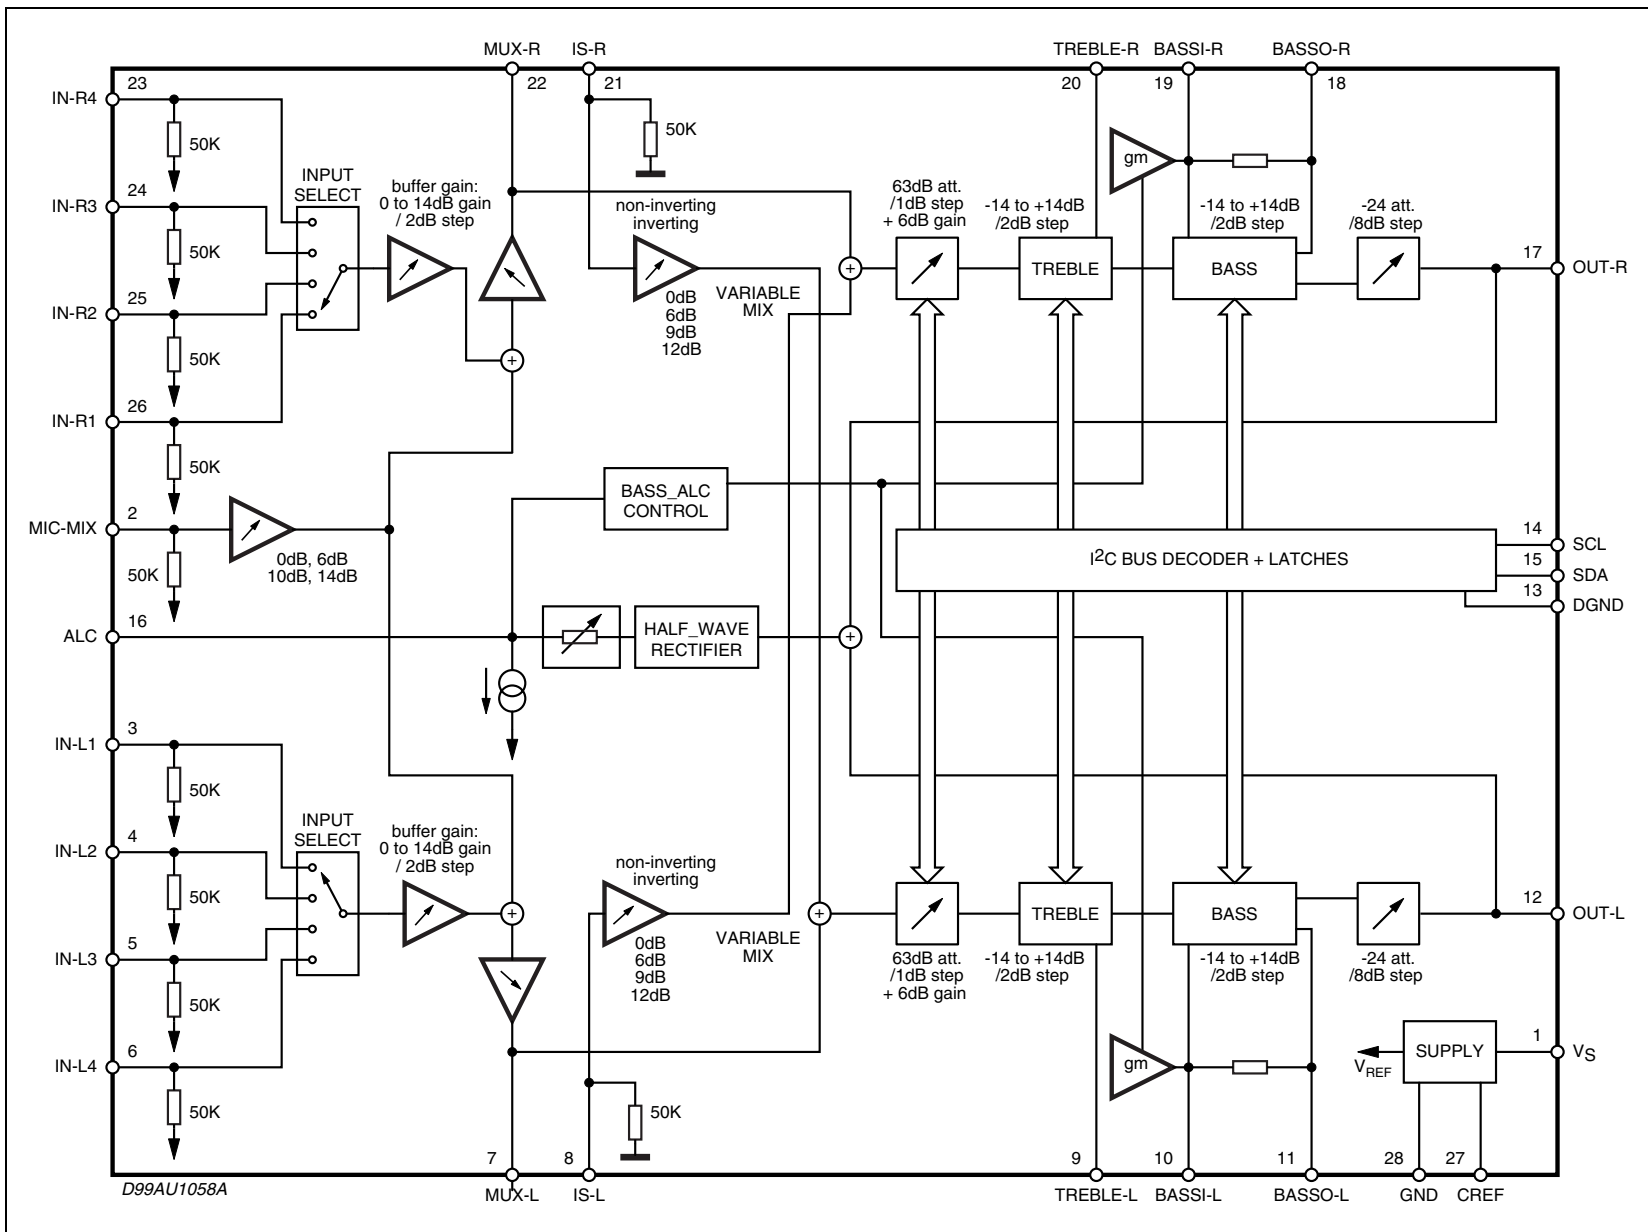 MUX-R
IS-R
TREBLE-R
BASSI-R
BASSO-R
23
22
21
20
19
18
IN-R4
50K
50K
gm
24
INPUT
SELECT
buffer gain:
0 to 14dB gain
/ 2dB step
non-inverting
inverting
63dB att.
/1dB step
+ 6dB gain
-14 to +14dB
/2dB step
-14 to +14dB
/2dB step
-24 att.
/8dB step
IN-R3
50K
+
TREBLE
BASS
17
OUT-R
25
IN-R2
0dB
6dB
9dB
12dB
VARIABLE
MIX
50K
+
26
IN-R1
50K
BASS_ALC
CONTROL
2
MIC-MIX
0dB, 6dB
10dB, 14dB
50K
I2C BUS DECODER + LATCHES
14
SCL
15
SDA
13
DGND
16
ALC
HALF_WAVE
RECTIFIER
+
3
IN-L1
50K
INPUT
SELECT
buffer gain:
0 to 14dB gain
/ 2dB step
4
IN-L2
50K
non-inverting
inverting
+
+
TREBLE
BASS
12
OUT-L
5
IN-L3
0dB
6dB
9dB
12dB
VARIABLE
MIX
63dB att.
/1dB step
+ 6dB gain
-14 to +14dB
/2dB step
-14 to +14dB
/2dB step
-24 att.
/8dB step
50K
6
IN-L4
gm
VREF
SUPPLY
1
VS
50K
50K
7
8
9
10
11
28
27
D99AU1058A
MUX-L
IS-L
TREBLE-L
BASSI-L
BASSO-L
GND
CREF